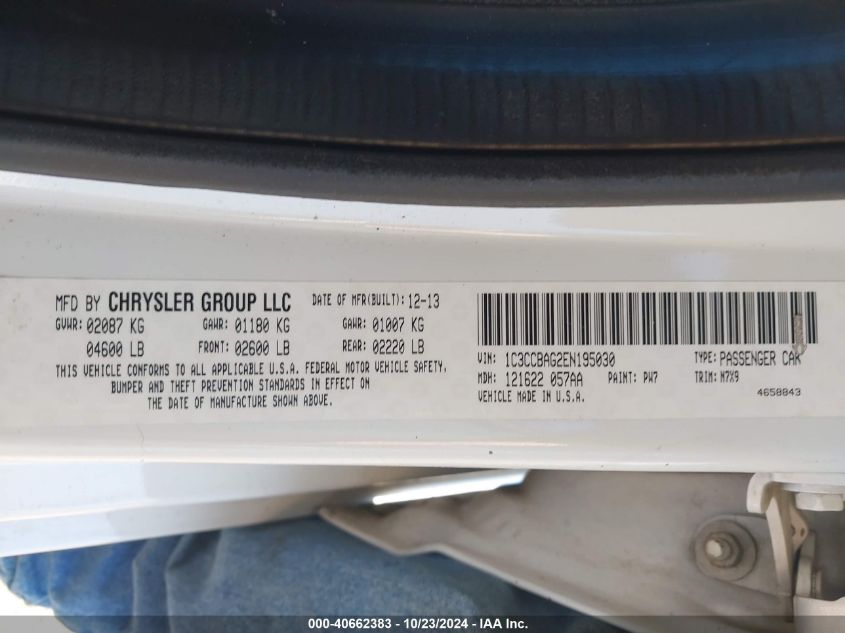 MFD BY CHRYSLER GROUP LLC DATE OF MFR(BUILT): 12-13
GVWR: 02087 KG GAWR: 01180 KG GAWR: 01007 KG
04600 LB FRONT: 02600 LB REAR: 02220 LB
THIS VEHICLE CONFORMS TO ALL APPLICABLE U.S.A. FEDERAL MOTOR VEHICLE SAFETY,
BUMPER AND THEFT PREVENTION STANDARDS IN EFFECT ON
THE DATE OF MANUFACTURE SHOWN ABOVE.
VIN: 1C3CCBAG2EN195030 TYPE: PASSENGER CAR
MDH: 121622 057AA PAINT: PW7 TRIM: N7X9
VEHICLE MADE IN U.S.A.
4658843
000-40662383 - 10/23/2024 - IAA Inc.